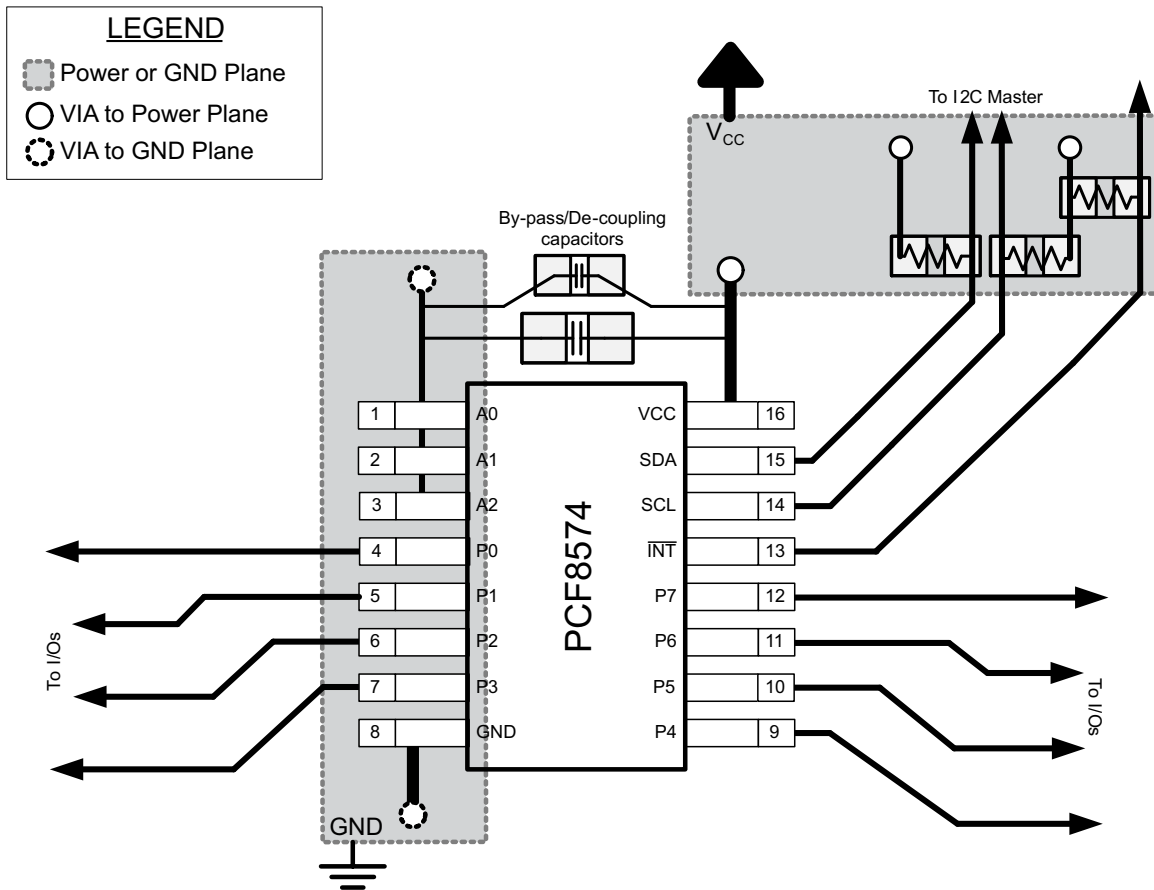 LEGEND
Power or GND Plane
VIA to Power Plane
VIA to GND Plane
To I2C Master
VCC
By-pass/De-coupling
capacitors
1 A0 VCC 16
2 A1 SDA 15
3 A2 SCL 14
4 P0 INT 13
5 P1 P7 12
6 P2 P6 11
7 P3 P5 10
8 GND P4 9
PCF8574
To I/Os
To I/Os
GND